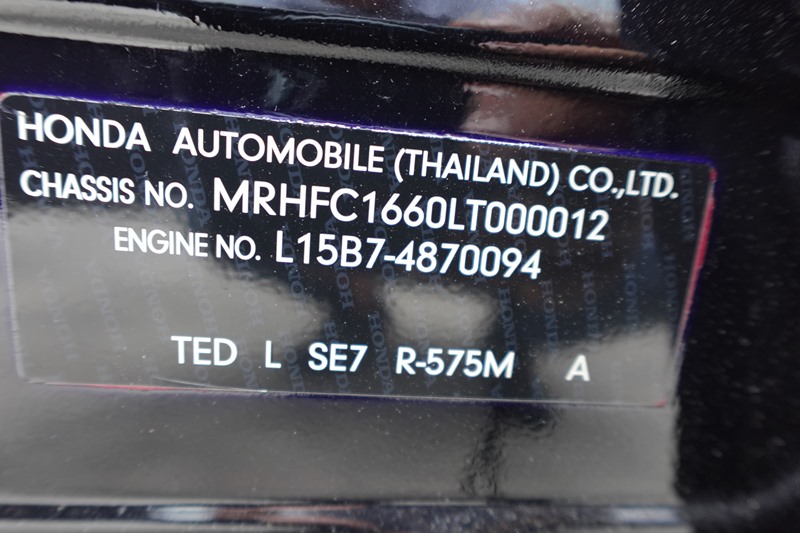 HONDA AUTOMOBILE (THAILAND) CO.,LTD.
CHASSIS NO. MRHFC1660LT000012
ENGINE NO. L15B7-4870094
TED L SE7 R-575M A